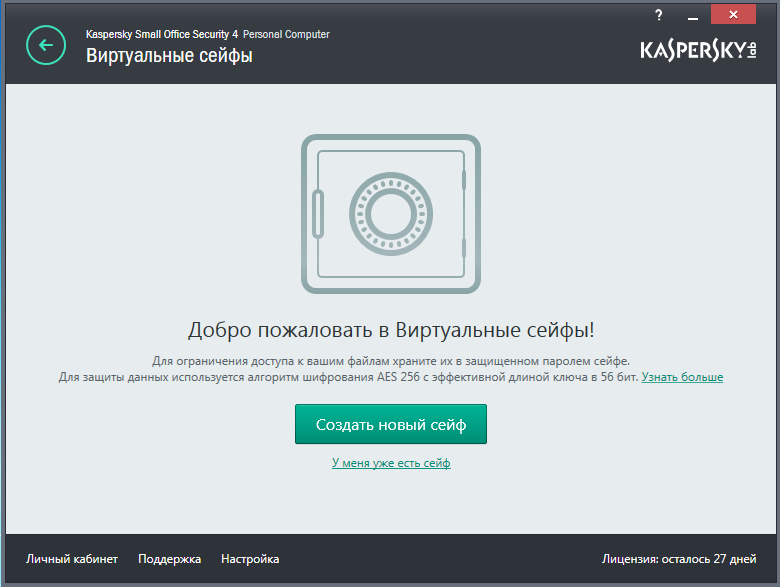 ?
Kaspersky Small Office Security 4 Personal Computer
Виртуальные сейфы
KASPERSKY lab
Добро пожаловать в Виртуальные сейфы!
Для ограничения доступа к вашим файлам храните их в защищенном паролем сейфе.
Для защиты данных используется алгоритм шифрования AES 256 с эффективной длиной ключа в 56 бит. Узнать больше
Создать новый сейф
У меня уже есть сейф
Личный кабинет Поддержка Настройка Лицензия: осталось 27 дней